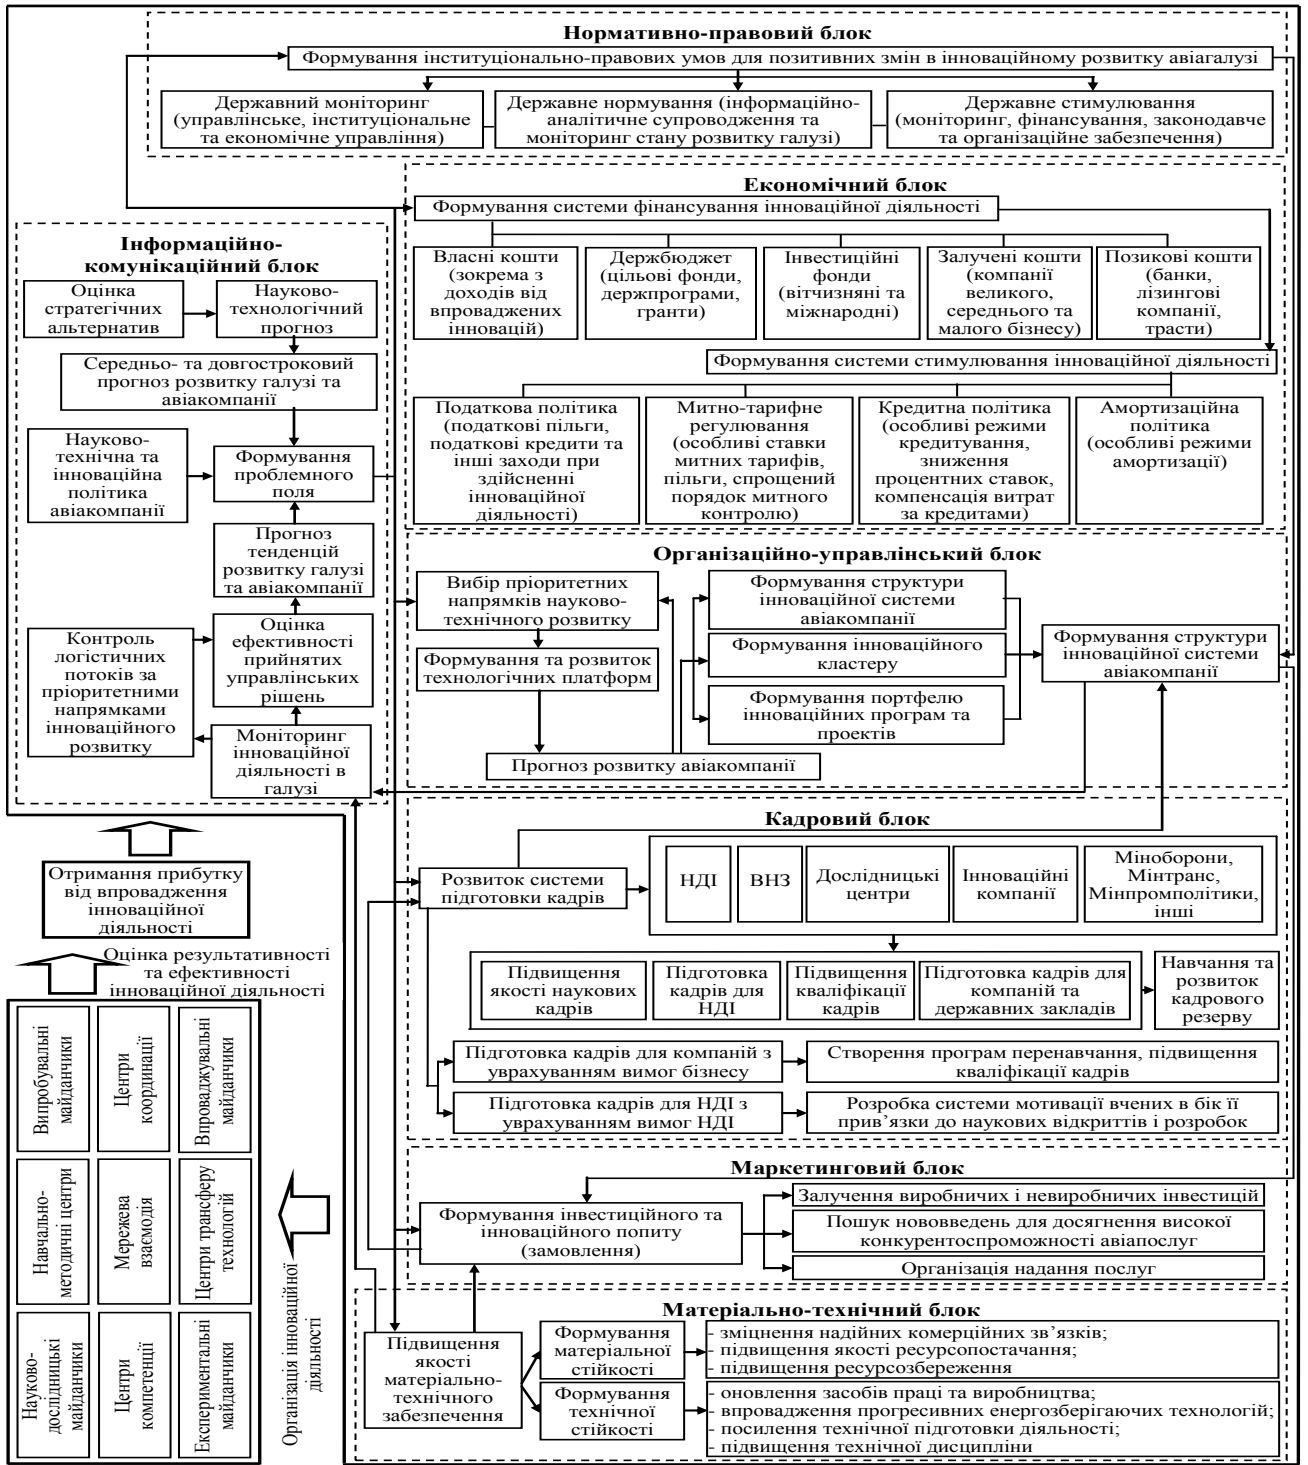 Нормативно-правовий блок
Формування інституціонально-правових умов для позитивних змін в інноваційному розвитку авіагалузі
Державний моніторинг
(управлінське, інституціональне
та економічне управління)
Державне нормування (інформаційно-
аналітичне супроводження та
моніторинг стану розвитку галузі)
Державне стимулювання
(моніторинг, фінансування, законодавче
та організаційне забезпечення)
Економічний блок
Формування системи фінансування інноваційної діяльності
Власні кошти
(зокрема з
доходів від
впроваджених
інновацій)
Держбюджет
(цільові фонди,
держпрограми,
гранти)
Інвестиційні
фонди
(вітчизняні та
міжнародні)
Залучені кошти
(компанії
великого,
середнього та
малого бізнесу)
Позикові кошти
(банки,
лізингові
компанії,
трасти)
Формування системи стимулювання інноваційної діяльності
Податкова політика
(податкові пільги,
податкові кредити та
інші заходи при
здійсненні
інноваційної
діяльності)
Митно-тарифне
регулювання
(особливі ставки
митних тарифів,
пільги, спрощений
порядок митного
контролю)
Кредитна політика
(особливі режими
кредитування,
зниження
процентних ставок,
компенсація витрат
за кредитами)
Амортизаційна
політика
(особливі режими
амортизації)
Інформаційно-
комунікаційний блок
Оцінка
стратегічних
альтернатив
Науково-
технологічний
прогноз
Середньо- та довгостроковий
прогноз розвитку галузі та
авіакомпанії
Науково-
технічна та
інноваційна
політика
авіакомпанії
Формування
проблемного
поля
Прогноз
тенденцій
розвитку галузі
та авіакомпанії
Контроль
логістичних
потоків за
пріоритетними
напрямками
інноваційного
розвитку
Оцінка
ефективності
прийнятих
управлінських
рішень
Моніторинг
інноваційної
діяльності в
галузі
Організаційно-управлінський блок
Вибір пріоритетних
напрямків науково-
технічного розвитку
Формування та розвиток
технологічних платформ
Прогноз розвитку авіакомпанії
Формування структури
інноваційної системи
авіакомпанії
Формування інноваційного
кластеру
Формування портфелю
інноваційних програм та
проектів
Формування структури
інноваційної системи
авіакомпанії
Кадровий блок
Розвиток системи
підготовки кадрів
НДІ
ВНЗ
Дослідницькі
центри
Інноваційні
компанії
Міноборони,
Мінтранс,
Мінпромполітики,
інші
Підвищення
якості наукових
кадрів
Підготовка
кадрів для
НДІ
Підвищення
кваліфікації
кадрів
Підготовка кадрів для
компаній та
державних закладів
Навчання та
розвиток
кадрового
резерву
Підготовка кадрів для компаній з
уврахуванням вимог бізнесу
Створення програм перенавчання, підвищення
кваліфікації кадрів
Підготовка кадрів для НДІ з
уврахуванням вимог НДІ
Розробка системи мотивації вчених в бік її
прив’язки до наукових відкриттів і розробок
Маркетинговий блок
Формування інвестиційного та
інноваційного попиту
(замовлення)
Залучення виробничих і невиробничих інвестицій
Пошук нововведень для досягнення високої
конкурентоспроможності авіапослуг
Організація надання послуг
Матеріально-технічний блок
Підвищення
якості
матеріально-
технічного
забезпечення
Формування
матеріальної
стійкості
- зміцнення надійних комерційних зв’язків;
- підвищення якості ресурсопостачання;
- підвищення ресурсозбереження
Формування
технічної
стійкості
- оновлення засобів праці та виробництва;
- впровадження прогресивних енергозберігаючих технологій;
- посилення технічної підготовки діяльності;
- підвищення технічної дисципліни
Отримання прибутку
від впровадження
інноваційної
діяльності
Оцінка результативності
та ефективності
інноваційної діяльності
Випробувальні
майданчики
Центри
координації
Впроваджувальні
майданчики
Навчально-
методичні центри
Мережева
взаємодія
Центри трансферу
технологій
Науково-
дослідницькі
майданчики
Центри
компетенції
Експериментальні
майданчики
Організація інноваційної
діяльності